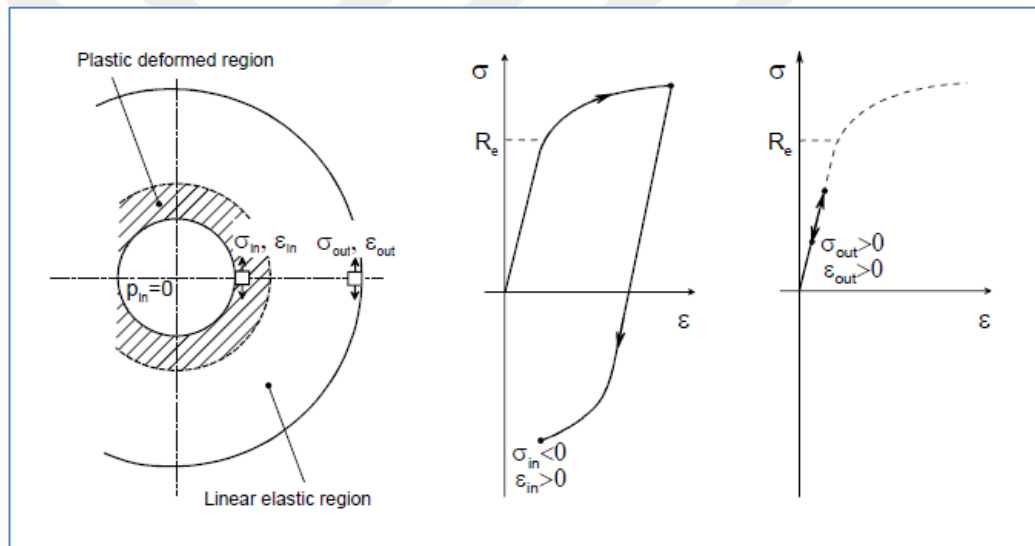 Plastic deformed region
σin, εin
σout, εout
pin=0
Linear elastic region
σ
Re
ε
σin<0
εin>0
σ
Re
σout>0
εout>0
ε